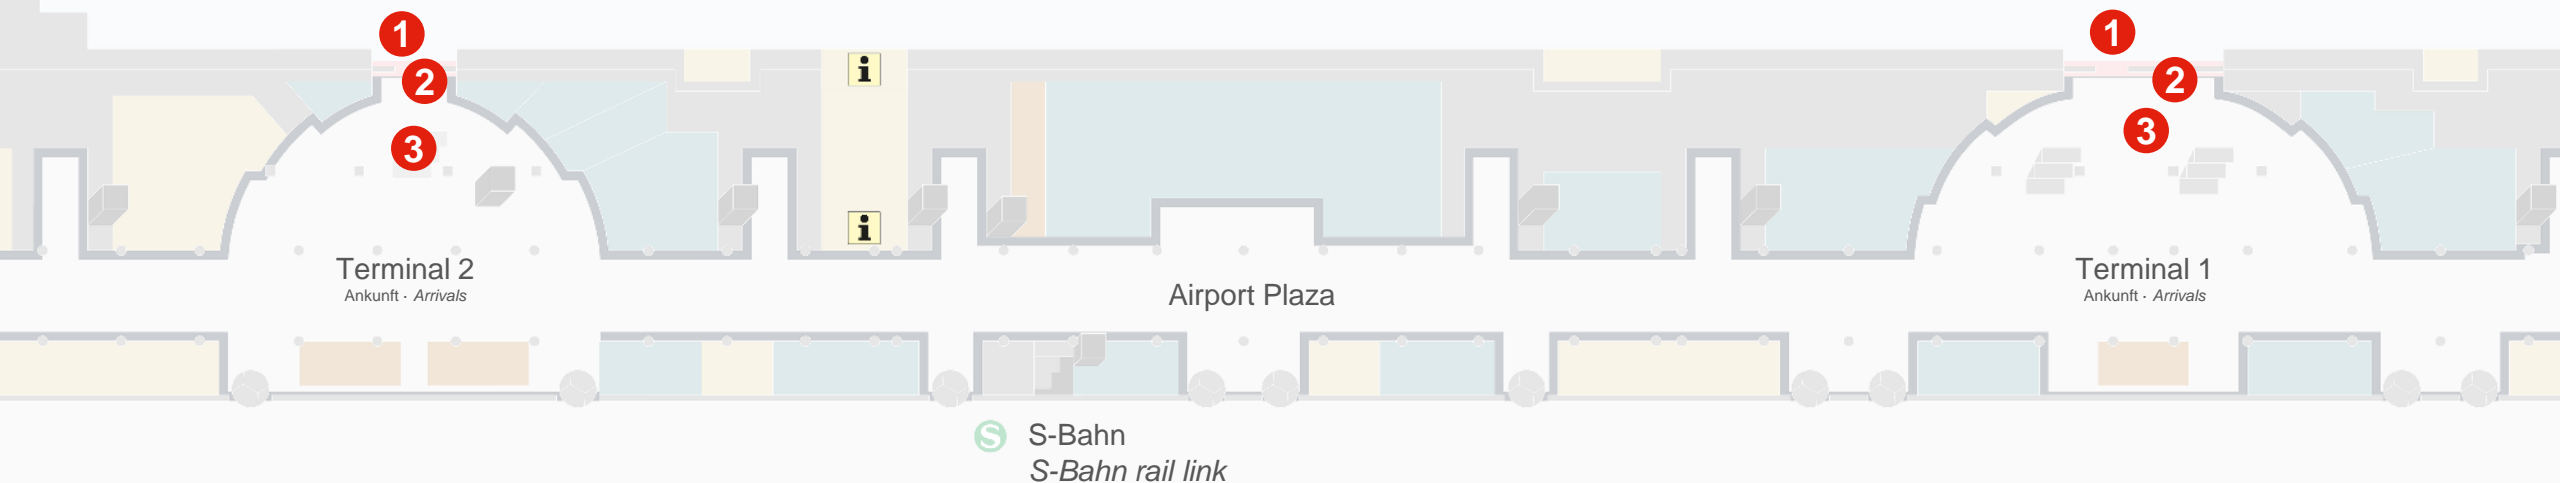 1
2
3
i
i
Terminal 2
Ankunft · Arrivals
Airport Plaza
1
2
3
Terminal 1
Ankunft · Arrivals
S
S-Bahn
S-Bahn rail link